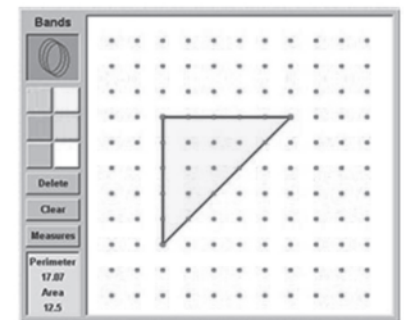 Bands
Delete
Clear
Measures
Perimeter
17.07
Area
12.5